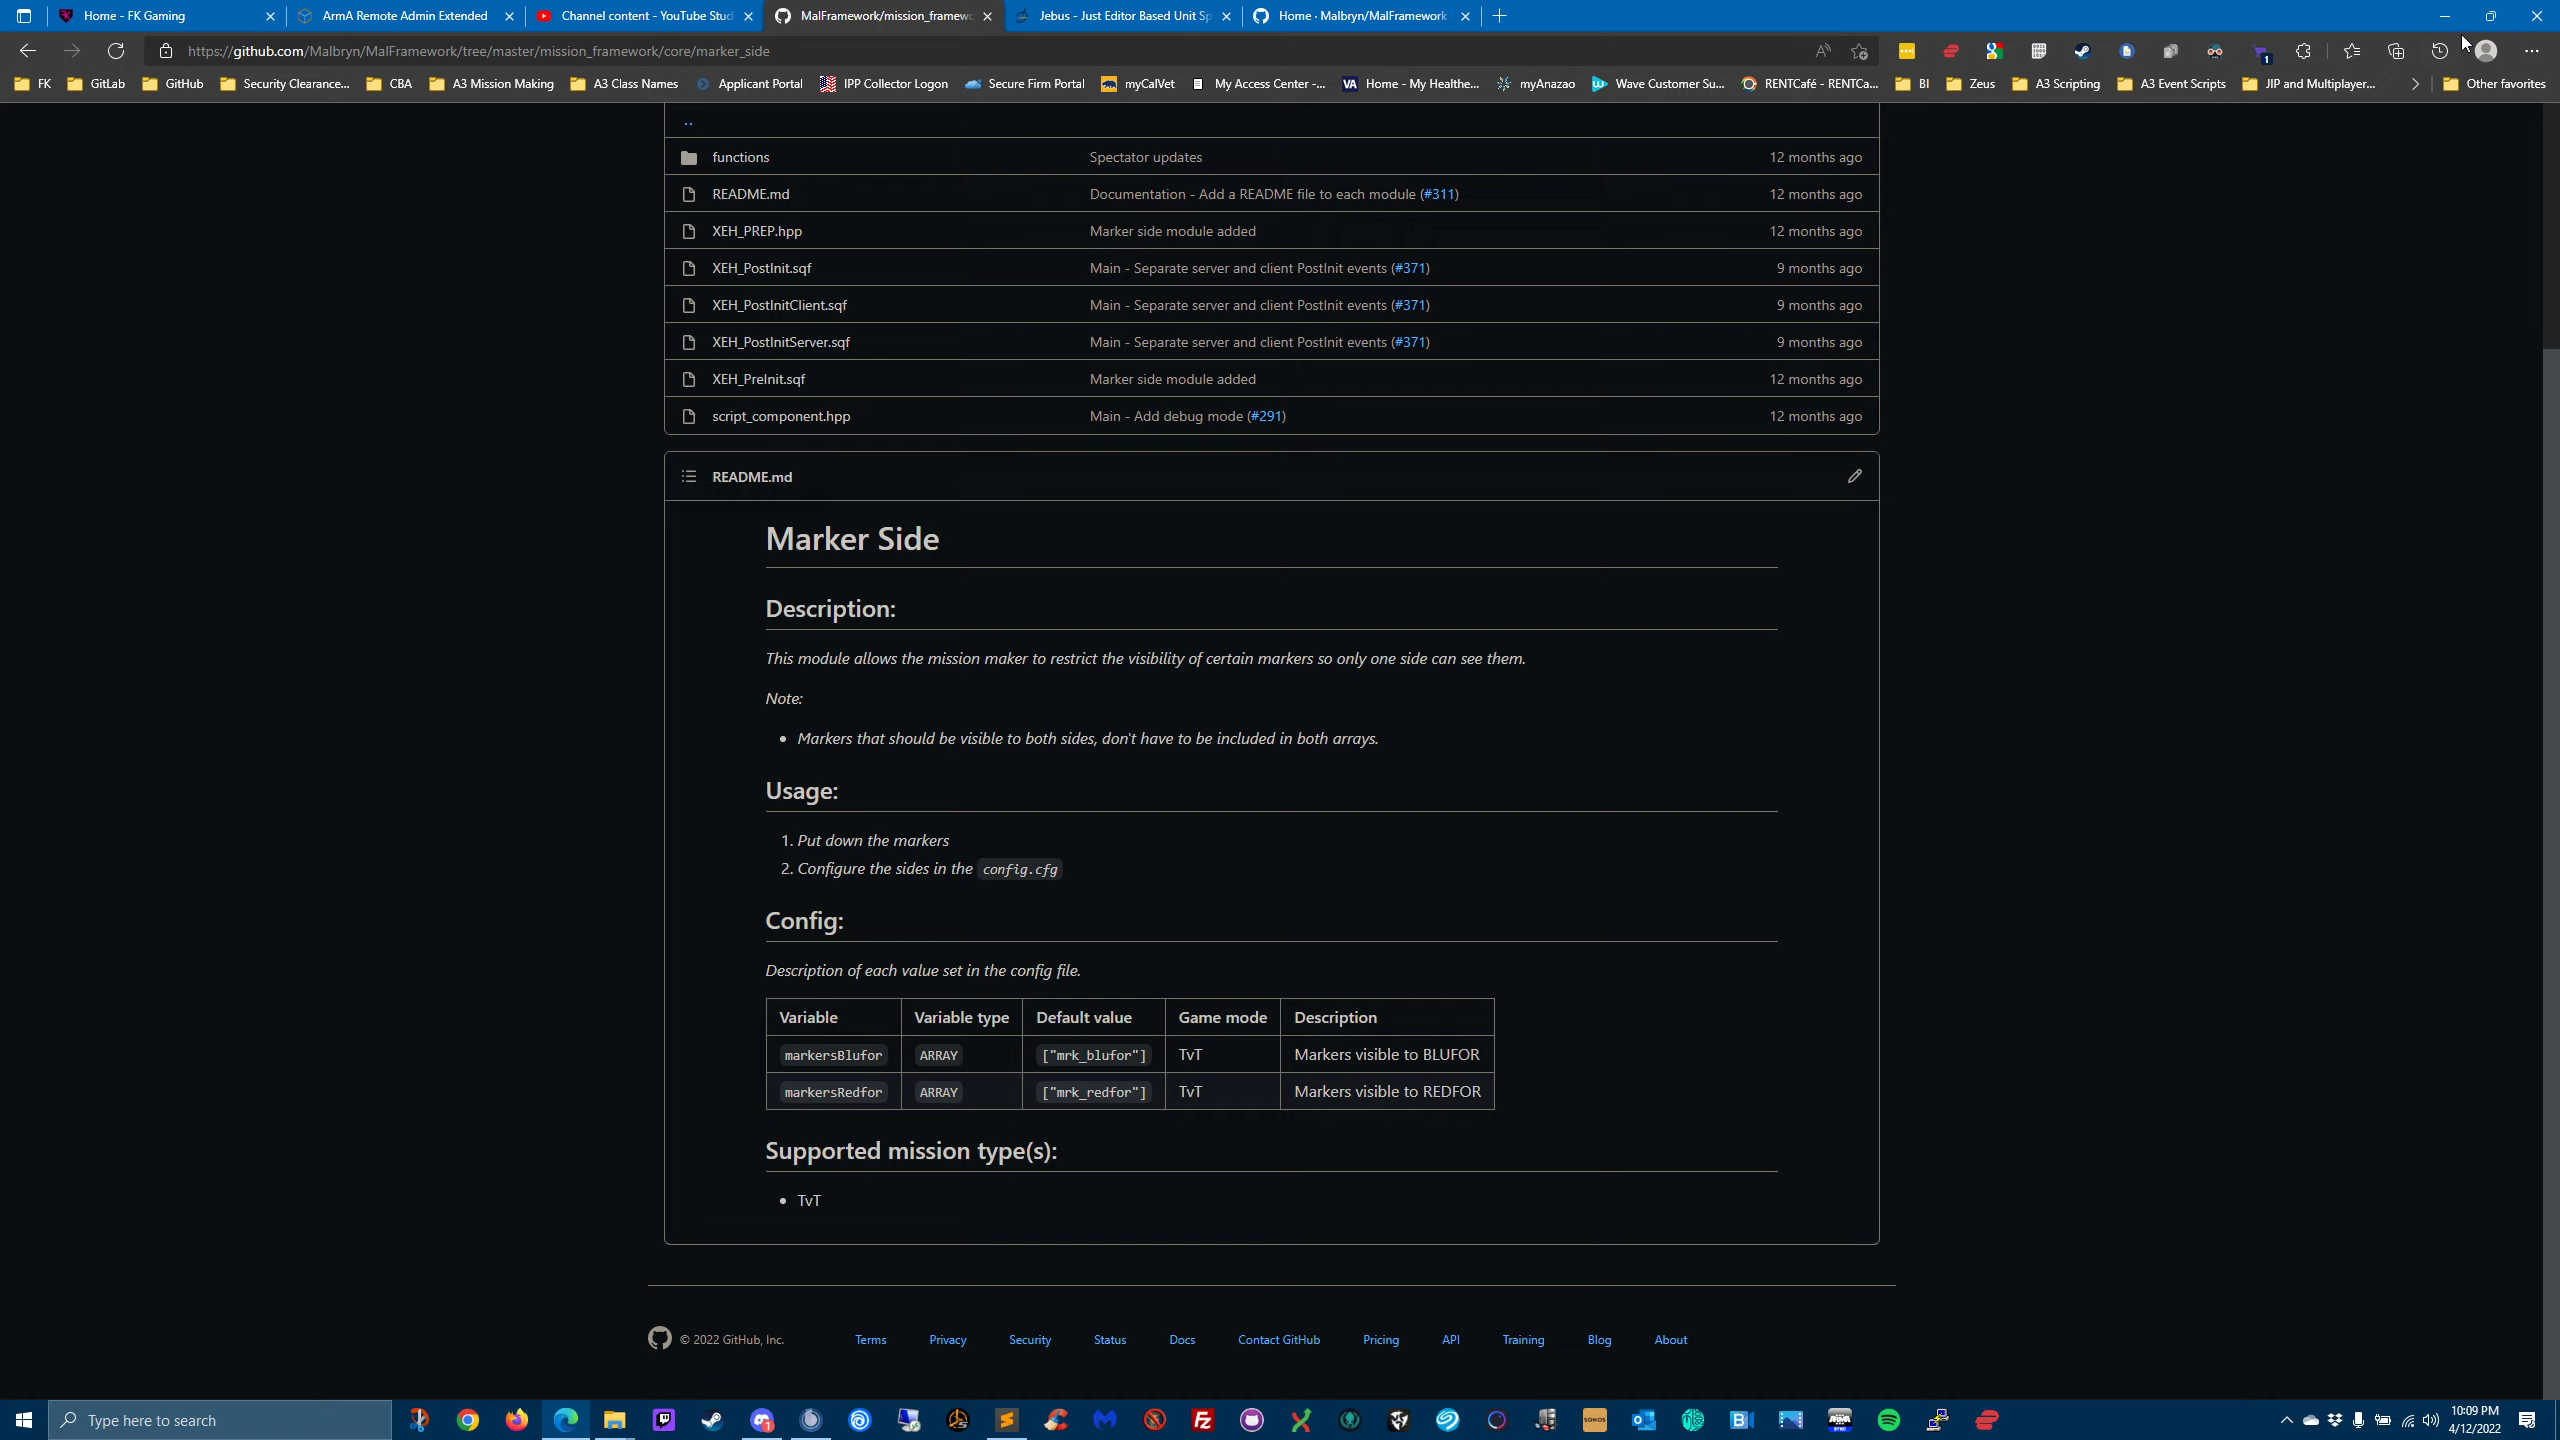 Home - FK Gaming
ArmA Remote Admin Extended
Channel content - YouTube Stud
MalFramework/mission_framewo
Jebus - Just Editor Based Unit Sp
Home · Malbryn/MalFramework
https://github.com/Malbryn/MalFramework/tree/master/mission_framework/core/marker_side
FK
GitLab
GitHub
Security Clearance...
CBA
A3 Mission Making
A3 Class Names
Applicant Portal
IPP Collector Logon
Secure Firm Portal
myCalVet
My Access Center -...
Home - My Healthe...
myAnazao
Wave Customer Su...
RENTCafé - RENTCa...
BI
Zeus
A3 Scripting
A3 Event Scripts
JIP and Multiplayer...
Other favorites
..
functions Spectator updates 12 months ago
README.md Documentation - Add a README file to each module (#311) 12 months ago
XEH_PREP.hpp Marker side module added 12 months ago
XEH_PostInit.sqf Main - Separate server and client PostInit events (#371) 9 months ago
XEH_PostInitClient.sqf Main - Separate server and client PostInit events (#371) 9 months ago
XEH_PostInitServer.sqf Main - Separate server and client PostInit events (#371) 9 months ago
XEH_PreInit.sqf Marker side module added 12 months ago
script_component.hpp Main - Add debug mode (#291) 12 months ago
README.md
Marker Side
Description:
This module allows the mission maker to restrict the visibility of certain markers so only one side can see them.
Note:
• Markers that should be visible to both sides, don't have to be included in both arrays.
Usage:
1. Put down the markers
2. Configure the sides in the config.cfg
Config:
Description of each value set in the config file.
Variable Variable type Default value Game mode Description
markersBlufor ARRAY ["mrk_blufor"] TvT Markers visible to BLUFOR
markersRedfor ARRAY ["mrk_redfor"] TvT Markers visible to REDFOR
Supported mission type(s):
• TvT
© 2022 GitHub, Inc. Terms Privacy Security Status Docs Contact GitHub Pricing API Training Blog About
Type here to search
10:09 PM
4/12/2022